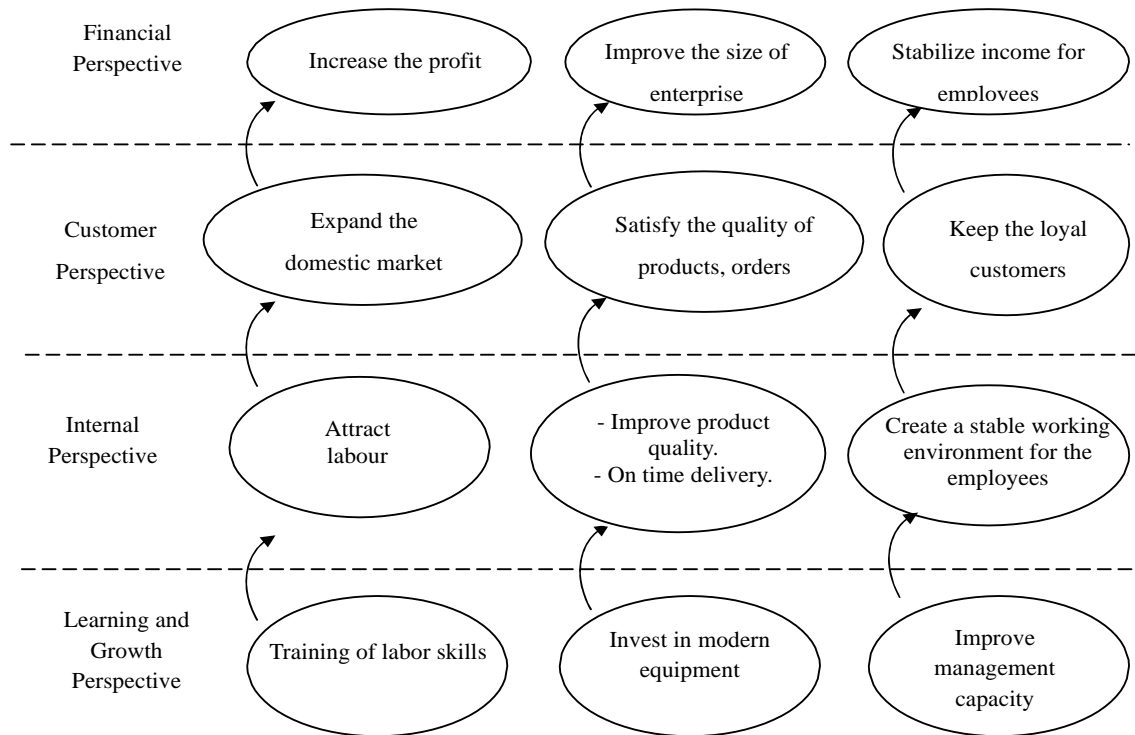 Financial
Perspective
Increase the profit
Improve the size of
enterprise
Stabilize income for
employees
Customer
Perspective
Expand the
domestic market
Satisfy the quality of
products, orders
Keep the loyal
customers
Internal
Perspective
Attract
labour
- Improve product
quality.
- On time delivery.
Create a stable working
environment for the
employees
Learning and
Growth
Perspective
Training of labor skills
Invest in modern
equipment
Improve
management
capacity